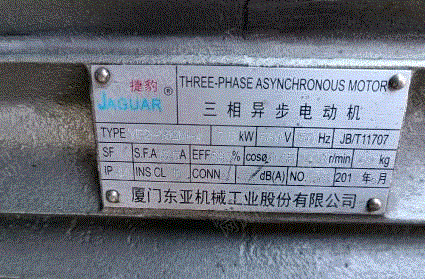 捷豹 ® THREE-PHASE ASYNCHRONOUS MOTOR
JAGUAR 三相异步电动机
TYPE kW V Hz JB/T11707
SF S.F.A A EFF % cosø r/min kg
IP INS CL CONN dB(A) NO. 201 年 月
厦门东亚机械工业股份有限公司